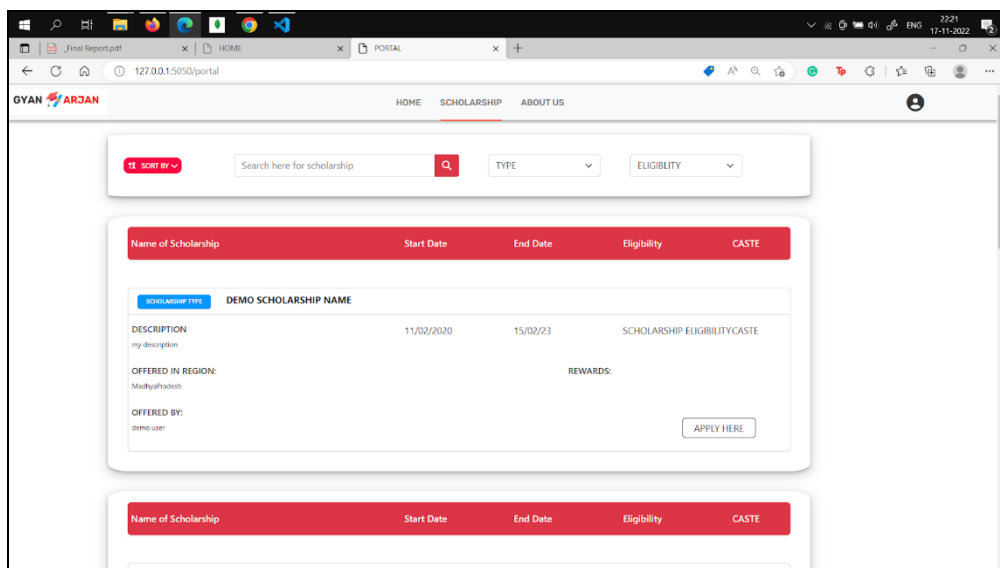 ENG
22:21
17-11-2022
_Final Report.pdf
HOME
PORTAL
127.0.0.1:5050/portal
GYAN ARJAN
HOME SCHOLARSHIP ABOUT US
SORT BY
Search here for scholarship
TYPE
ELIGIBLITY
Name of Scholarship Start Date End Date Eligibility CASTE
SCHOLARSHIP TYPE DEMO SCHOLARSHIP NAME
DESCRIPTION 11/02/2020 15/02/23 SCHOLARSHIP ELIGIBILITYCASTE
my description
OFFERED IN REGION: REWARDS:
MadhyaPradesh
OFFERED BY:
demo user
APPLY HERE
Name of Scholarship Start Date End Date Eligibility CASTE